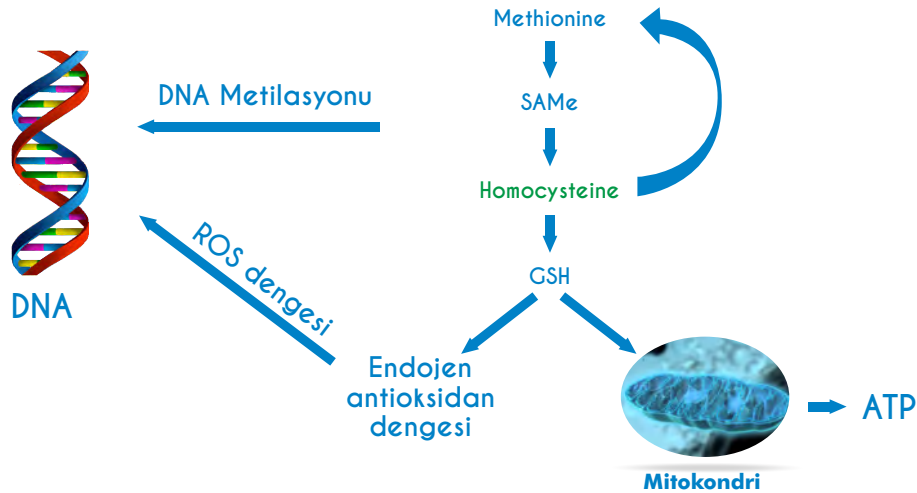 Methionine
DNA Metilasyonu
SAMe
Homocysteine
ROS dengesi
GSH
DNA
Endojen
antioksidan
dengesi
ATP
Mitokondri